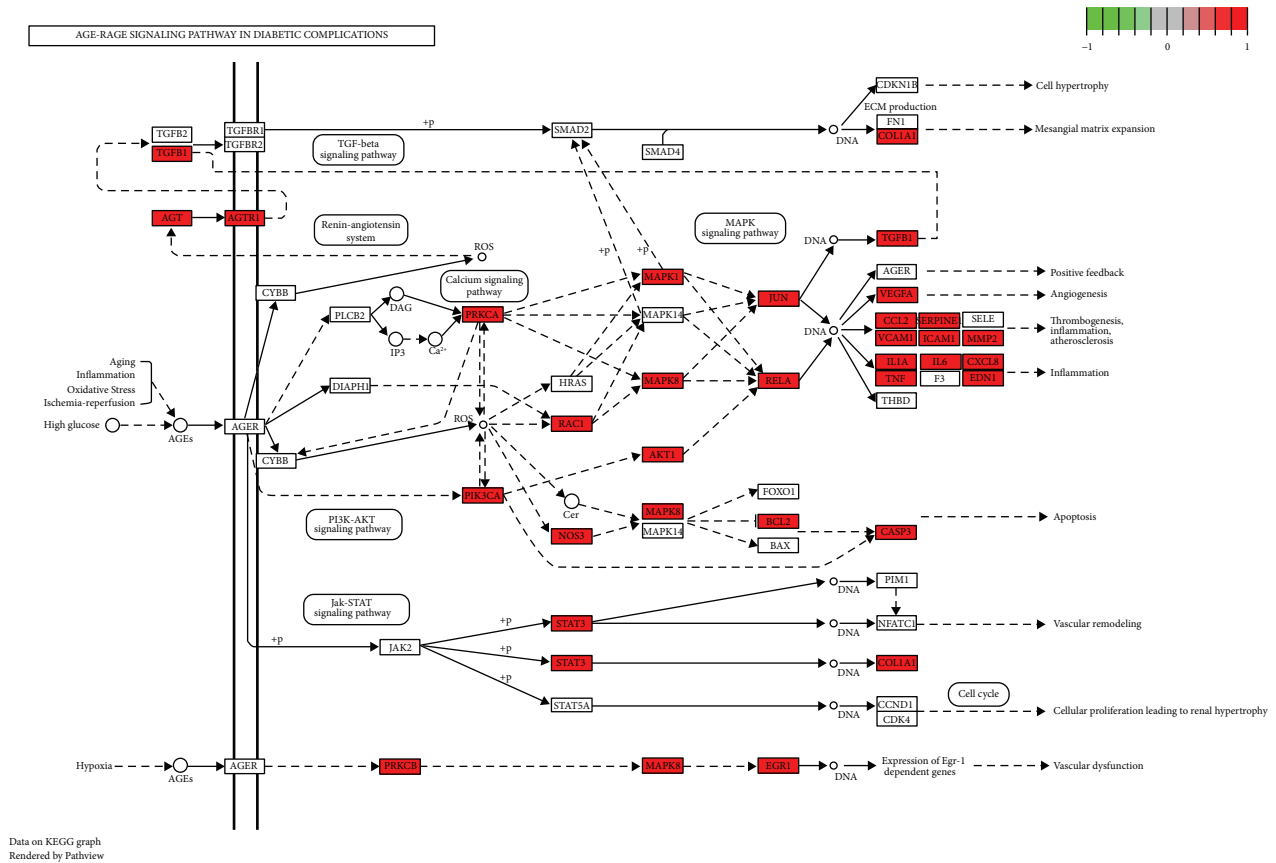 AGE-RAGE SIGNALING PATHWAY IN DIABETIC COMPLICATIONS
−1
0
1
CDKN1B
Cell hypertrophy
ECM production
TGFB2
TGFBR1
+p
SMAD2
FN1
TGFBR2
DNA
COL1A1
Mesangial matrix expansion
TGFB1
TGF-beta
signaling pathway
SMAD4
AGT
AGTR1
Renin-angiotensin
system
MAPK
signaling pathway
DNA
TGFB1
ROS
+p
+p
AGER
Positive feedback
CYBB
DAG
Calcium signaling
pathway
MAPK1
JUN
VEGFA
Angiogenesis
PLCB2
PRKCA
MAPK14
DNA
CCL2
SERPINE1
SELE
VCAM1
ICAM1
MMP2
Thrombogenesis,
inflammation,
atherosclerosis
IP3
Ca2+
Aging
Inflammation
Oxidative Stress
Ischemia-reperfusion
DIAPH1
HRAS
MAPK8
RELA
IL1A
IL6
CXCL8
TNF
F3
EDN1
Inflammation
THBD
High glucose
AGEs
AGER
ROS
RAC1
CYBB
AKT1
PIK3CA
Cer
FOXO1
PI3K-AKT
signaling pathway
MAPK8
MAPK14
BCL2
Apoptosis
NOS3
CASP3
BAX
Jak-STAT
signaling pathway
DNA
PIM1
+p
+p
STAT3
DNA
NFATC1
Vascular remodeling
JAK2
+p
STAT3
DNA
COL1A1
+p
STAT5A
DNA
CCND1
CDK4
Cell cycle
Cellular proliferation leading to renal hypertrophy
Hypoxia
AGEs
AGER
PRKCB
MAPK8
EGR1
DNA
Expression of Egr-1
dependent genes
Vascular dysfunction
Data on KEGG graph
Rendered by Pathview